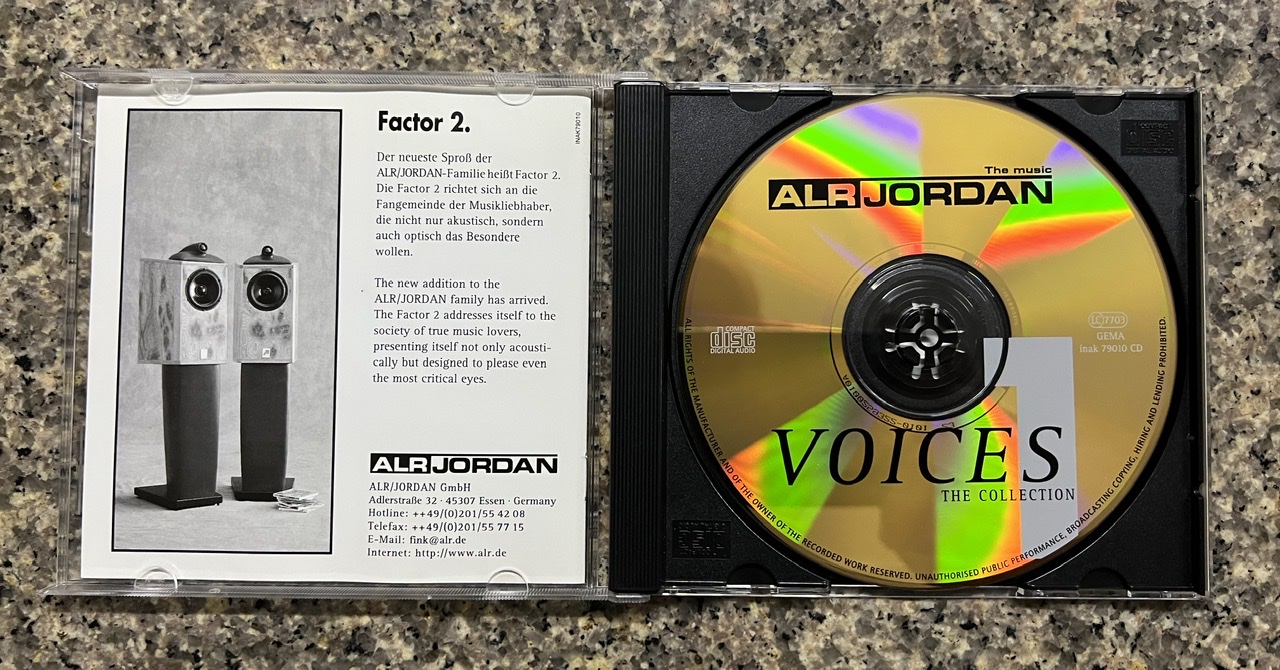 Factor 2.
INAK79010
Der neueste Sproß der
ALR/JORDAN-Familie heißt Factor 2.
Die Factor 2 richtet sich an die
Fangemeinde der Musikliebhaber,
die nicht nur akustisch, sondern
auch optisch das Besondere
wollen.
The new addition to the
ALR/JORDAN family has arrived.
The Factor 2 addresses itself to the
society of true music lovers,
presenting itself not only acousti-
cally but designed to please even
the most critical eyes.
ALR JORDAN
ALR/JORDAN GmbH
Adlerstraße 32 · 45307 Essen · Germany
Hotline: ++49/(0)201/55 42 08
Telefax: ++49/(0)201/55 77 15
E-Mail: fink@alr.de
Internet: http://www.alr.de
The music
ALR JORDAN
COMPACT
disc
DIGITAL AUDIO
LC 7703
GEMA
inak 79010 CD
1
VOICES
THE COLLECTION
ALL RIGHTS OF THE MANUFACTURER AND OF THE OWNER OF THE RECORDED WORK RESERVED. UNAUTHORISED PUBLIC PERFORMANCE, BROADCASTING COPYING, HIRING AND LENDING PROHIBITED.